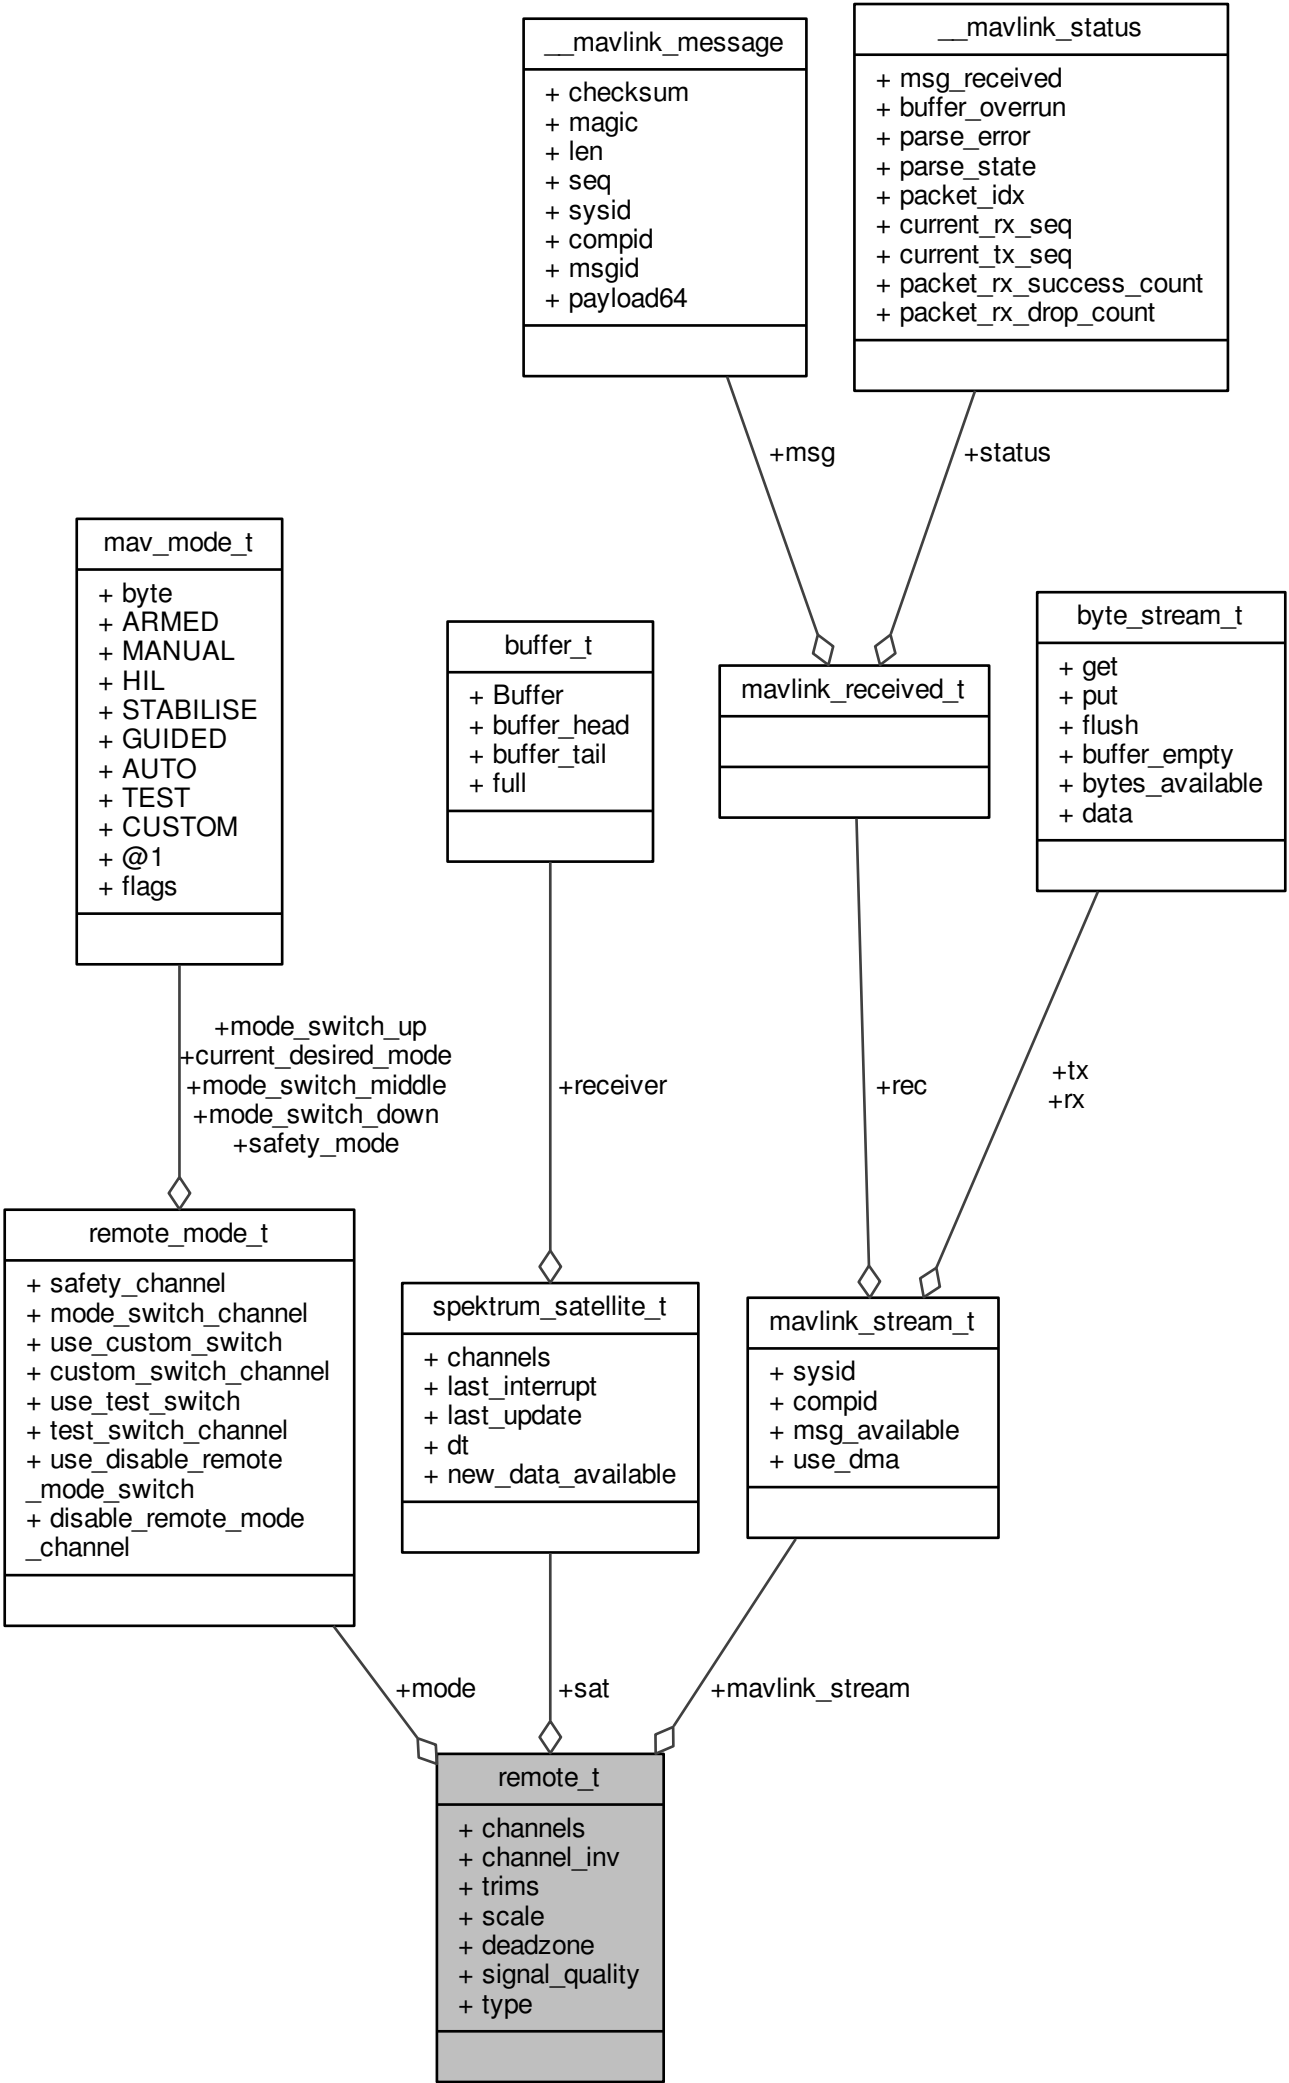 __mavlink_message
+ checksum
+ magic
+ len
+ seq
+ sysid
+ compid
+ msgid
+ payload64
__mavlink_status
+ msg_received
+ buffer_overrun
+ parse_error
+ parse_state
+ packet_idx
+ current_rx_seq
+ current_tx_seq
+ packet_rx_success_count
+ packet_rx_drop_count
+msg
+status
mav_mode_t
+ byte
+ ARMED
+ MANUAL
+ HIL
+ STABILISE
+ GUIDED
+ AUTO
+ TEST
+ CUSTOM
+ @1
+ flags
buffer_t
+ Buffer
+ buffer_head
+ buffer_tail
+ full
mavlink_received_t
byte_stream_t
+ get
+ put
+ flush
+ buffer_empty
+ bytes_available
+ data
+mode_switch_up
+current_desired_mode
+mode_switch_middle
+mode_switch_down
+safety_mode
+receiver
+rec
+tx
+rx
remote_mode_t
+ safety_channel
+ mode_switch_channel
+ use_custom_switch
+ custom_switch_channel
+ use_test_switch
+ test_switch_channel
+ use_disable_remote
_mode_switch
+ disable_remote_mode
_channel
spektrum_satellite_t
+ channels
+ last_interrupt
+ last_update
+ dt
+ new_data_available
mavlink_stream_t
+ sysid
+ compid
+ msg_available
+ use_dma
+mode
+sat
+mavlink_stream
remote_t
+ channels
+ channel_inv
+ trims
+ scale
+ deadzone
+ signal_quality
+ type